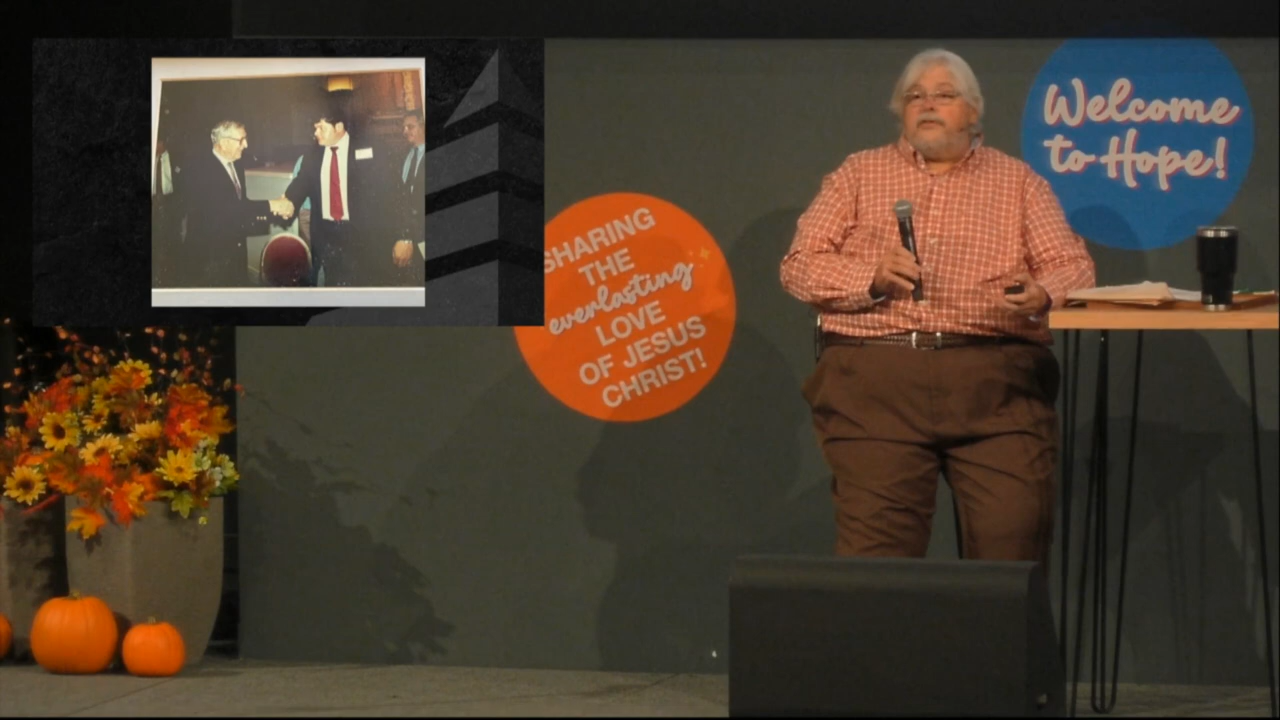 SHARING
THE
everlasting
LOVE
OF JESUS
CHRIST!
Welcome
to Hope!